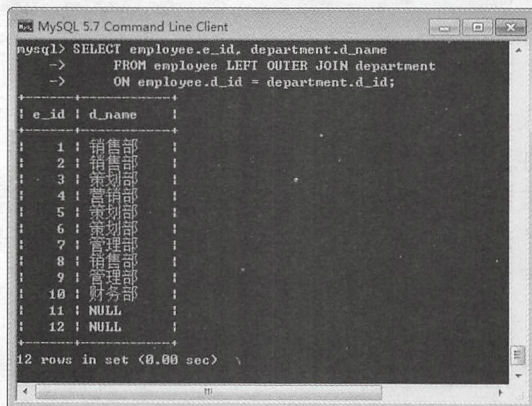 MySQL 5.7 Command Line Client
mysql> SELECT employee.e_id, department.d_name
    ->      FROM employee LEFT OUTER JOIN department
    ->      ON employee.d_id = department.d_id;
+------+--------+
| e_id | d_name |
+------+--------+
|    1 | 销售部 |
|    2 | 销售部 |
|    3 | 策划部 |
|    4 | 营销部 |
|    5 | 策划部 |
|    6 | 策划部 |
|    7 | 管理部 |
|    8 | 销售部 |
|    9 | 管理部 |
|   10 | 财务部 |
|   11 | NULL |
|   12 | NULL |
+------+--------+
12 rows in set (0.00 sec)